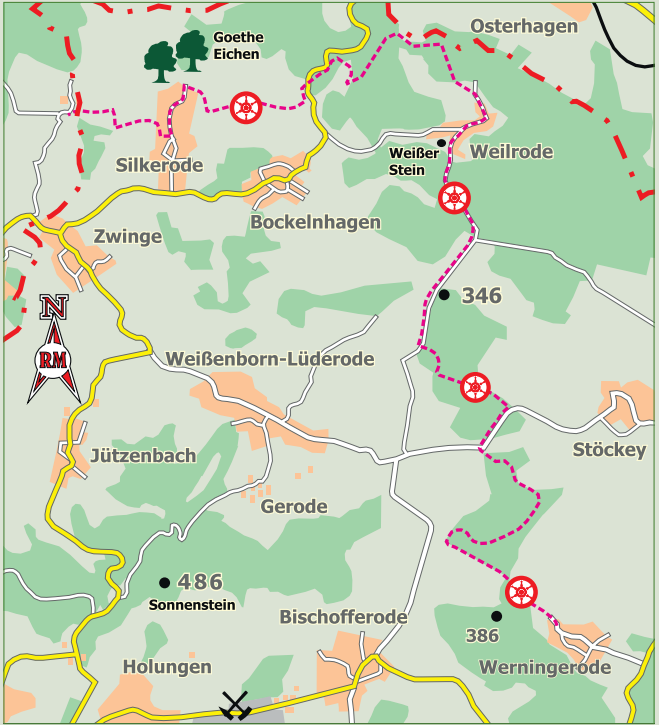 Osterhagen
Goethe
Eichen
Silkerode
Weißer
Stein
Weilrode
Bockelnhagen
Zwinge
346
N
RM
Weißenborn-Lüderode
Stöckey
Jützenbach
Gerode
486
Sonnenstein
Bischofferode
386
Holungen
Werningerode